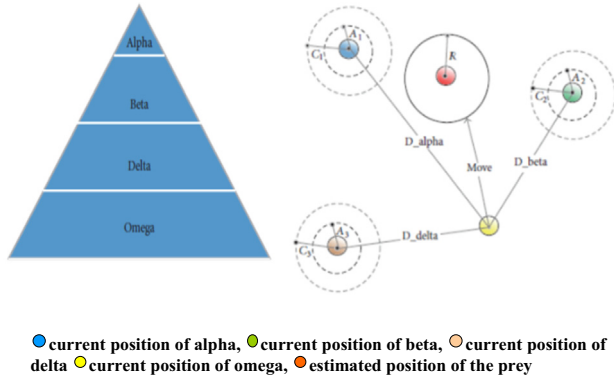 Alpha
Beta
Delta
Omega
A1
C1
R
A2
C2
D_alpha
Move
D_beta
A3
C3
D_delta
current position of alpha, current position of beta, current position of
delta current position of omega, estimated position of the prey